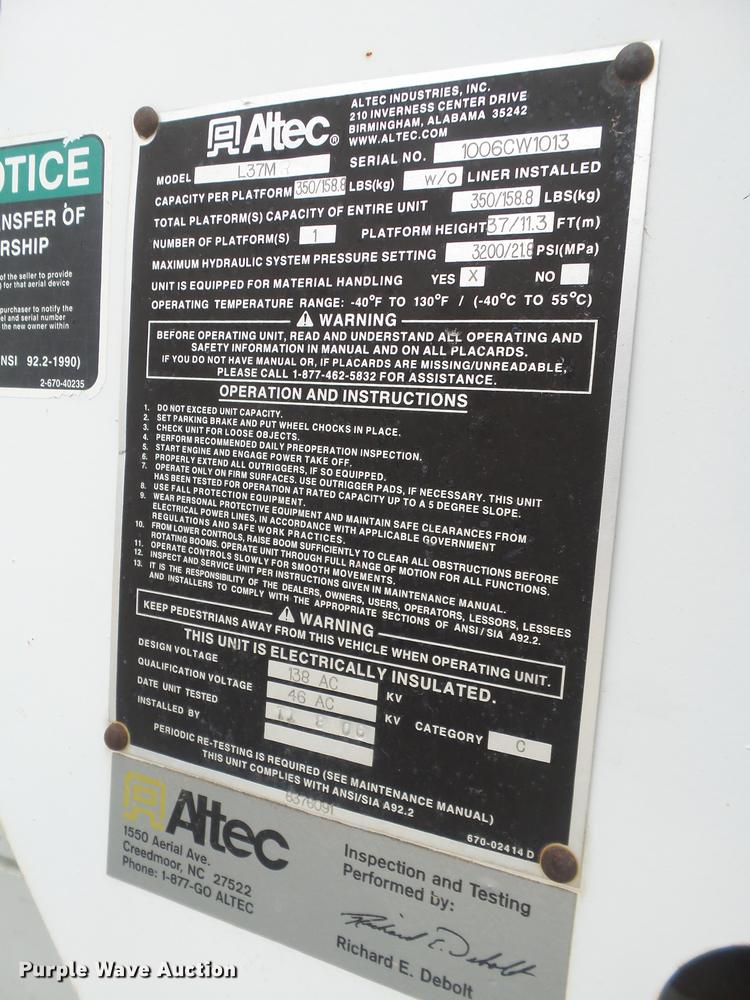 OTICE
ANSFER OF
RSHIP
of the seller to provide
) for that aerial device
purchaser to notify the
el and serial number
the new owner within
NSI 92.2-1990)
2-670-40235
Altec®
ALTEC INDUSTRIES, INC.
210 INVERNESS CENTER DRIVE
BIRMINGHAM, ALABAMA 35242
WWW.ALTEC.COM
MODEL L37M SERIAL NO. 1006CW1013
CAPACITY PER PLATFORM 350/158.8 LBS(kg) W/O LINER INSTALLED
TOTAL PLATFORM(S) CAPACITY OF ENTIRE UNIT 350/158.8 LBS(kg)
NUMBER OF PLATFORM(S) 1 PLATFORM HEIGHT 37/11.3 FT(m)
MAXIMUM HYDRAULIC SYSTEM PRESSURE SETTING 3200/21.8 PSI(MPa)
UNIT IS EQUIPPED FOR MATERIAL HANDLING YES X NO
OPERATING TEMPERATURE RANGE: -40°F TO 130°F / (-40°C TO 55°C)
WARNING
BEFORE OPERATING UNIT, READ AND UNDERSTAND ALL OPERATING AND
SAFETY INFORMATION IN MANUAL AND ON ALL PLACARDS.
IF YOU DO NOT HAVE MANUAL OR, IF PLACARDS ARE MISSING/UNREADABLE,
PLEASE CALL 1-877-462-5832 FOR ASSISTANCE.
OPERATION AND INSTRUCTIONS
1. DO NOT EXCEED UNIT CAPACITY.
2. SET PARKING BRAKE AND PUT WHEEL CHOCKS IN PLACE.
3. CHECK UNIT FOR LOOSE OBJECTS.
4. PERFORM RECOMMENDED DAILY PREOPERATION INSPECTION.
5. START ENGINE AND ENGAGE POWER TAKE OFF.
6. PROPERLY EXTEND ALL OUTRIGGERS, IF SO EQUIPPED.
7. OPERATE ONLY ON FIRM SURFACES. USE OUTRIGGER PADS, IF NECESSARY. THIS UNIT
HAS BEEN TESTED FOR OPERATION AT RATED CAPACITY UP TO A 5 DEGREE SLOPE.
8. USE FALL PROTECTION EQUIPMENT.
9. WEAR PERSONAL PROTECTIVE EQUIPMENT AND MAINTAIN SAFE CLEARANCES FROM
ELECTRICAL POWER LINES, IN ACCORDANCE WITH APPLICABLE GOVERNMENT
REGULATIONS AND SAFE WORK PRACTICES.
10. FROM LOWER CONTROLS, RAISE BOOM SUFFICIENTLY TO CLEAR ALL OBSTRUCTIONS BEFORE
ROTATING BOOMS. OPERATE UNIT THROUGH FULL RANGE OF MOTION FOR ALL FUNCTIONS.
11. OPERATE CONTROLS SLOWLY FOR SMOOTH MOVEMENTS.
12. INSPECT AND SERVICE UNIT PER INSTRUCTIONS GIVEN IN MAINTENANCE MANUAL.
13. IT IS THE RESPONSIBILITY OF THE DEALERS, OWNERS, USERS, OPERATORS, LESSORS, LESSEES
AND INSTALLERS TO COMPLY WITH THE APPROPRIATE SECTIONS OF ANSI/SIA A92.2.
WARNING
KEEP PEDESTRIANS AWAY FROM THIS VEHICLE WHEN OPERATING UNIT.
THIS UNIT IS ELECTRICALLY INSULATED.
DESIGN VOLTAGE 138 AC KV
QUALIFICATION VOLTAGE 46 AC KV CATEGORY C
DATE UNIT TESTED 11 8 06
INSTALLED BY
PERIODIC RE-TESTING IS REQUIRED (SEE MAINTENANCE MANUAL)
THIS UNIT COMPLIES WITH ANSI/SIA A92.2
670-02414 D
Altec
1550 Aerial Ave.
Creedmoor, NC 27522
Phone: 1-877-GO ALTEC
Inspection and Testing
Performed by:
Richard E. Debolt
Richard E. Debolt
Purple Wave Auction